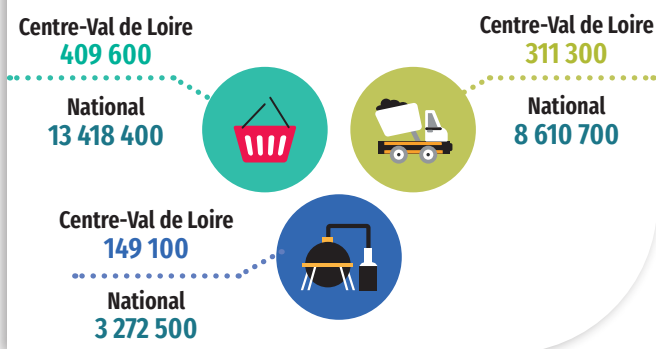 Centre-Val de Loire
409 600
National
13 418 400
Centre-Val de Loire
311 300
National
8 610 700
Centre-Val de Loire
149 100
National
3 272 500